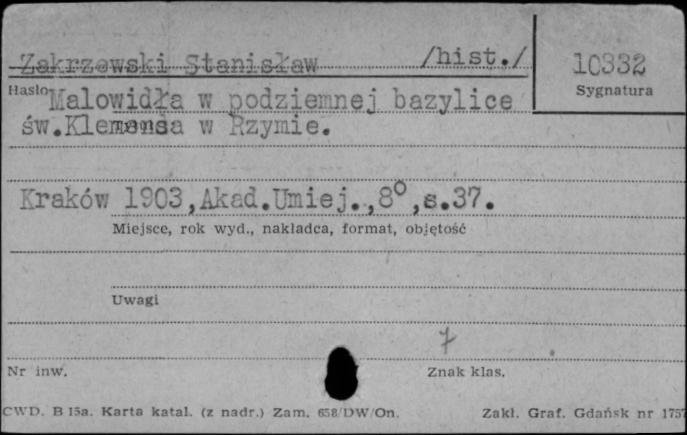 Zakrzewski Stanisław /hist./ 10332
Hasło Sygnatura
Malowidła w podziemnej bazylice
św.Klemensa w Rzymie.
Kraków 1903,Akad.Umiej.,8°,s.37.
Miejsce, rok wyd., nakładca, format, objętość
Uwagi
7
Nr inw. Znak klas.
CWD. B 15a. Karta katal. (z nadr.) Zam. 658/DW/On. Zakł. Graf. Gdańsk nr 1757